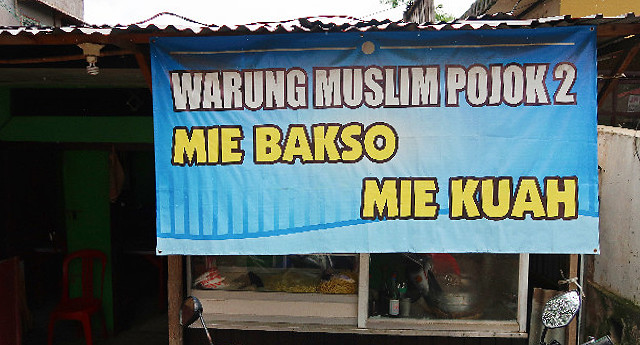 WARUNG MUSLIM POJOK 2
MIE BAKSO
MIE KUAH